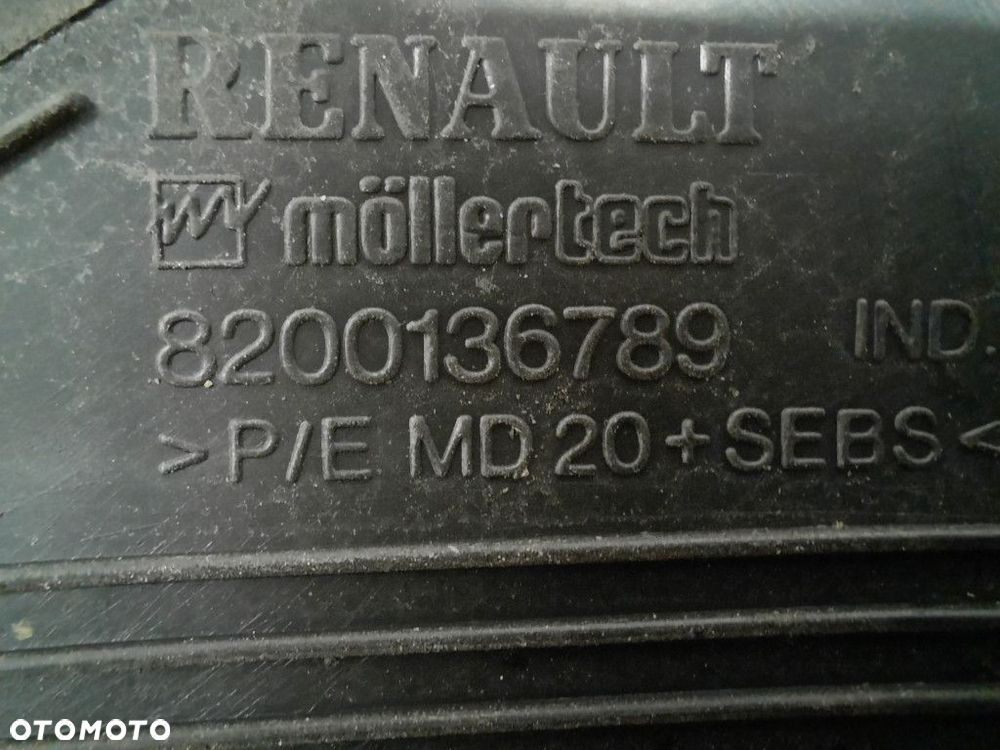 RENAULT
möllertech
8200136789 IND.
>P/E MD 20+SEBS<
OTOMOTO